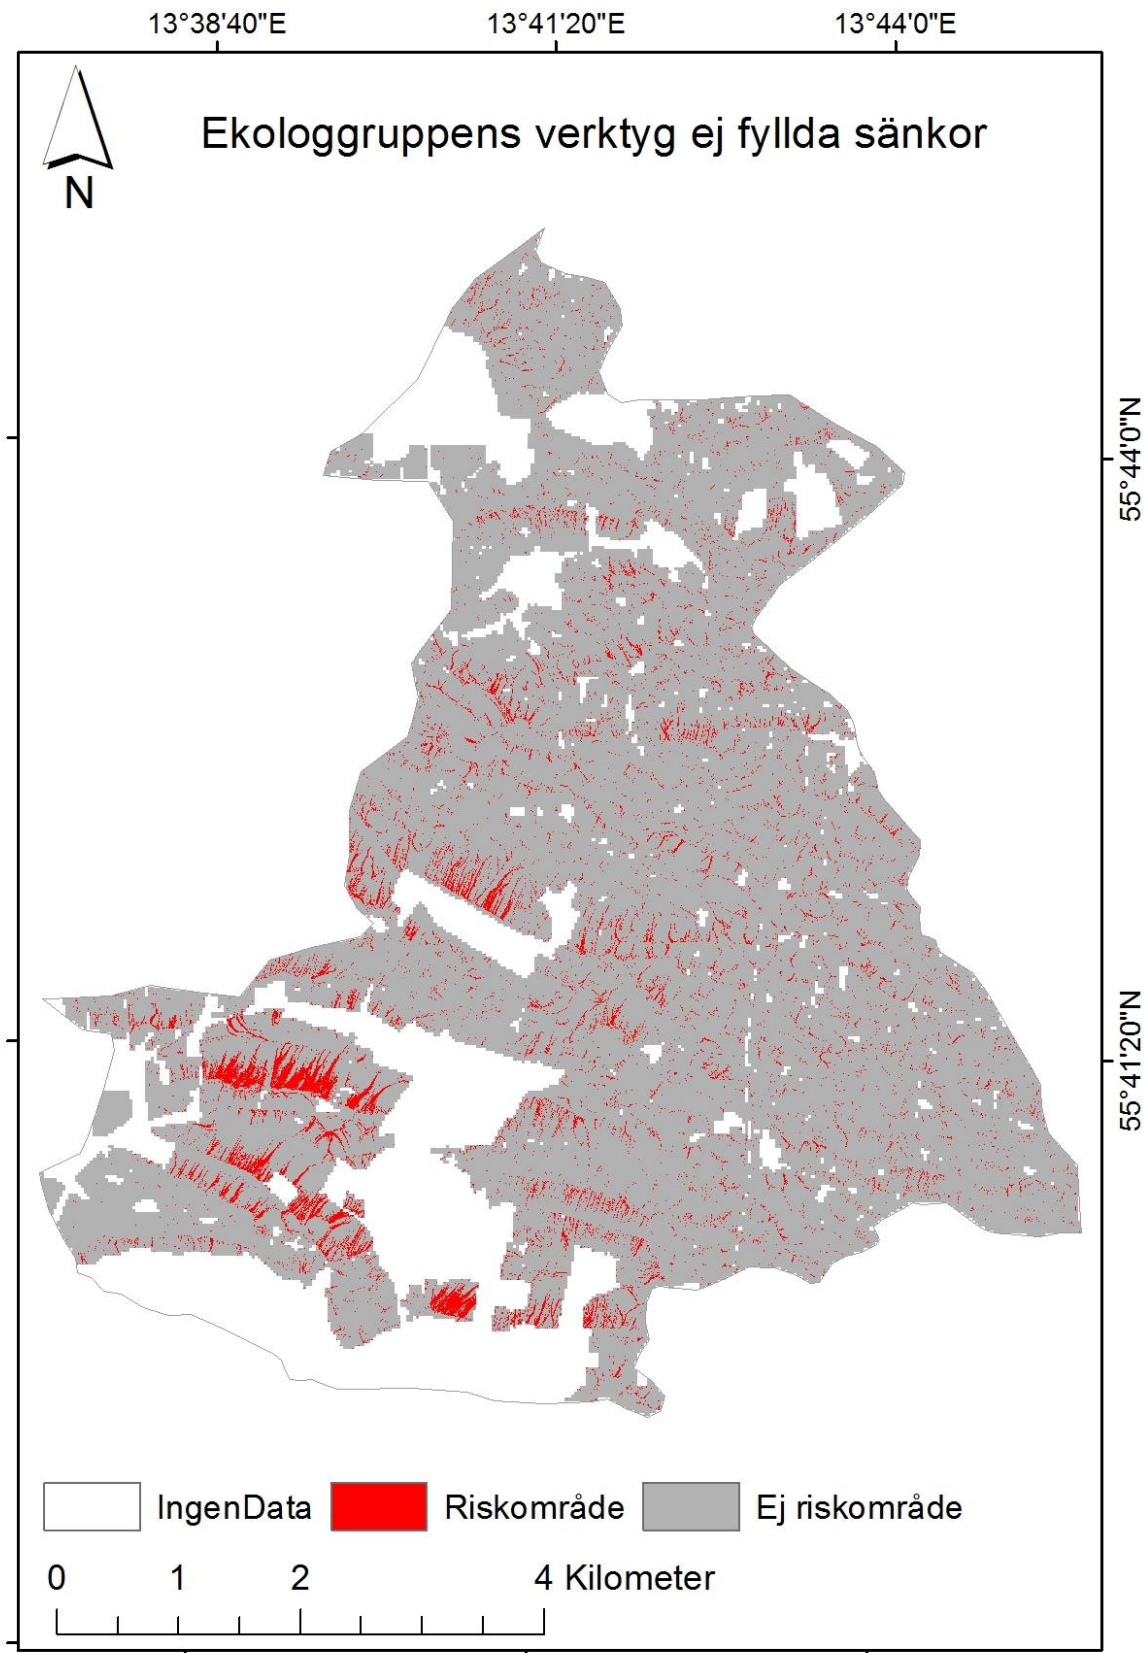 13°38'40"E 13°41'20"E 13°44'0"E
Ekologgruppens verktyg ej fyllda sänkor
N
55°44'0"N
55°41'20"N
IngenData Riskområde Ej riskområde
0 1 2 4 Kilometer